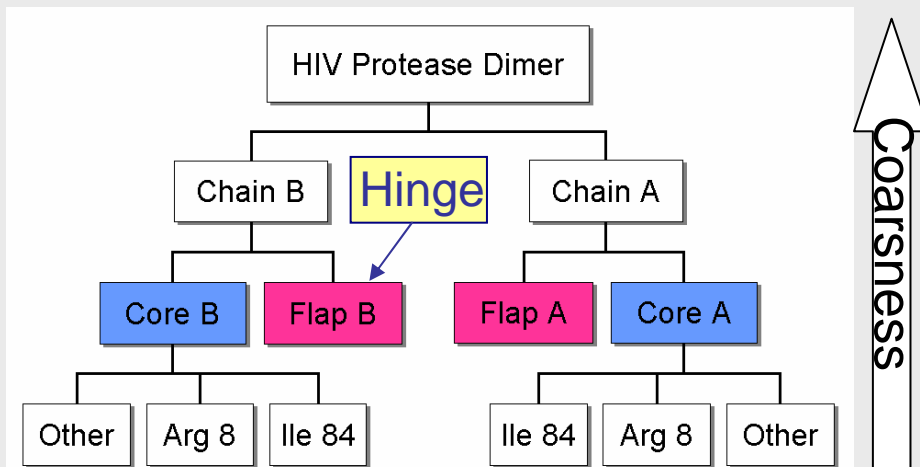 HIV Protease Dimer
Chain B
Hinge
Chain A
Core B
Flap B
Flap A
Core A
Other
Arg 8
Ile 84
Ile 84
Arg 8
Other
Coarsness